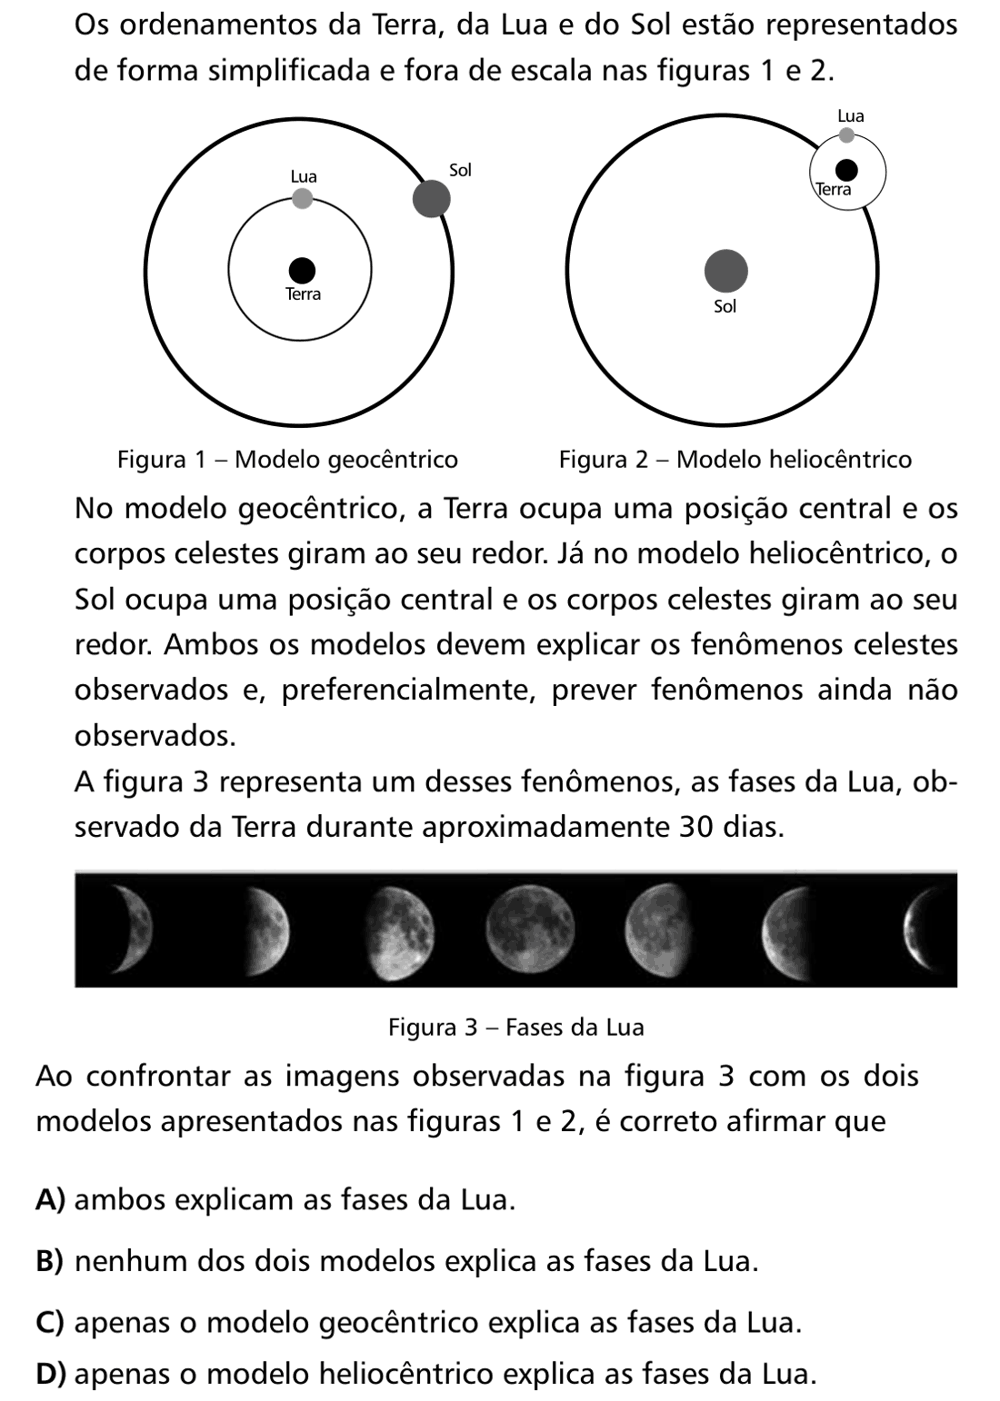 Os ordenamentos da Terra, da Lua e do Sol estão representados
de forma simplificada e fora de escala nas figuras 1 e 2.
Lua
Sol
Terra
Lua
Terra
Sol
Figura 1 – Modelo geocêntrico
Figura 2 – Modelo heliocêntrico
No modelo geocêntrico, a Terra ocupa uma posição central e os
corpos celestes giram ao seu redor. Já no modelo heliocêntrico, o
Sol ocupa uma posição central e os corpos celestes giram ao seu
redor. Ambos os modelos devem explicar os fenômenos celestes
observados e, preferencialmente, prever fenômenos ainda não
observados.
A figura 3 representa um desses fenômenos, as fases da Lua, ob-
servado da Terra durante aproximadamente 30 dias.
Figura 3 – Fases da Lua
Ao confrontar as imagens observadas na figura 3 com os dois
modelos apresentados nas figuras 1 e 2, é correto afirmar que
A) ambos explicam as fases da Lua.
B) nenhum dos dois modelos explica as fases da Lua.
C) apenas o modelo geocêntrico explica as fases da Lua.
D) apenas o modelo heliocêntrico explica as fases da Lua.